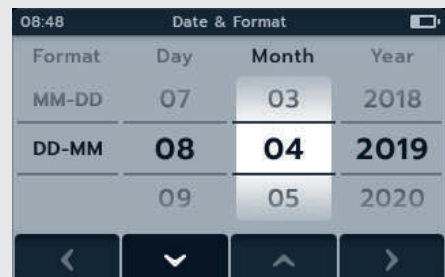 08:48 Date & Format
Format Day Month Year
MM-DD 07 03 2018
DD-MM 08 04 2019
09 05 2020